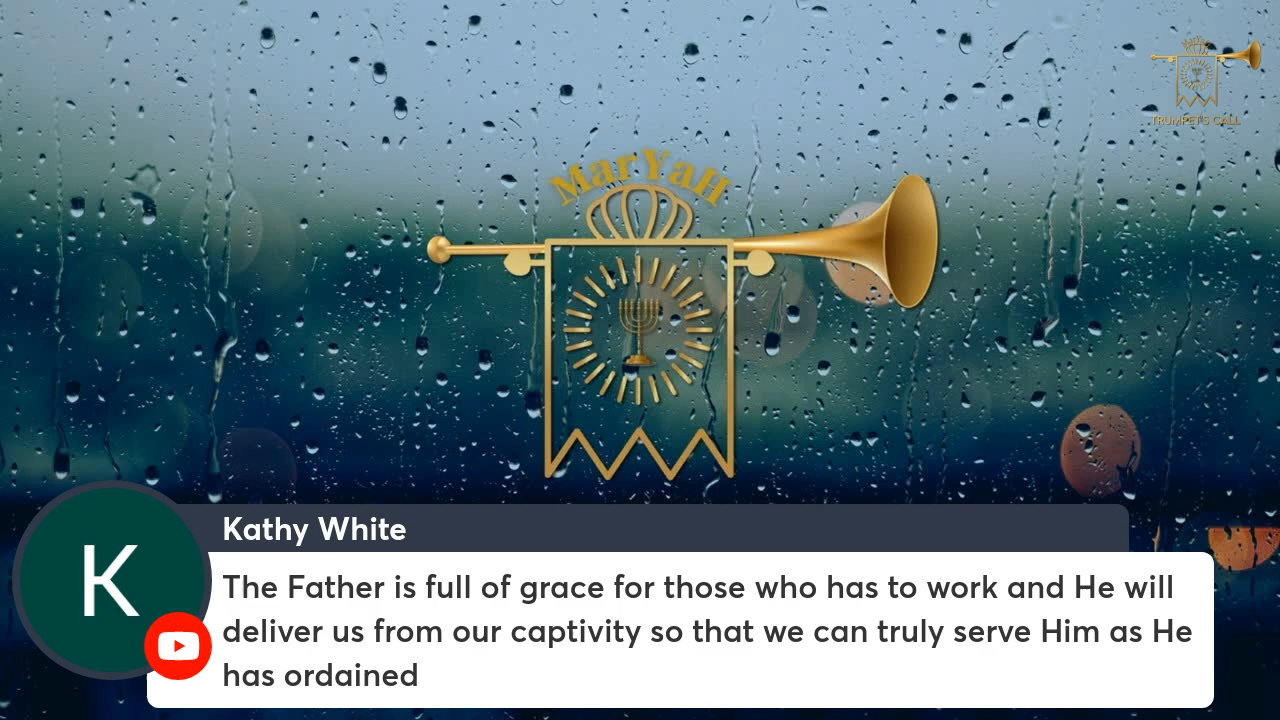 TRUMPET'S CALL
MarYaH
Kathy White
K
The Father is full of grace for those who has to work and He will
deliver us from our captivity so that we can truly serve Him as He
has ordained